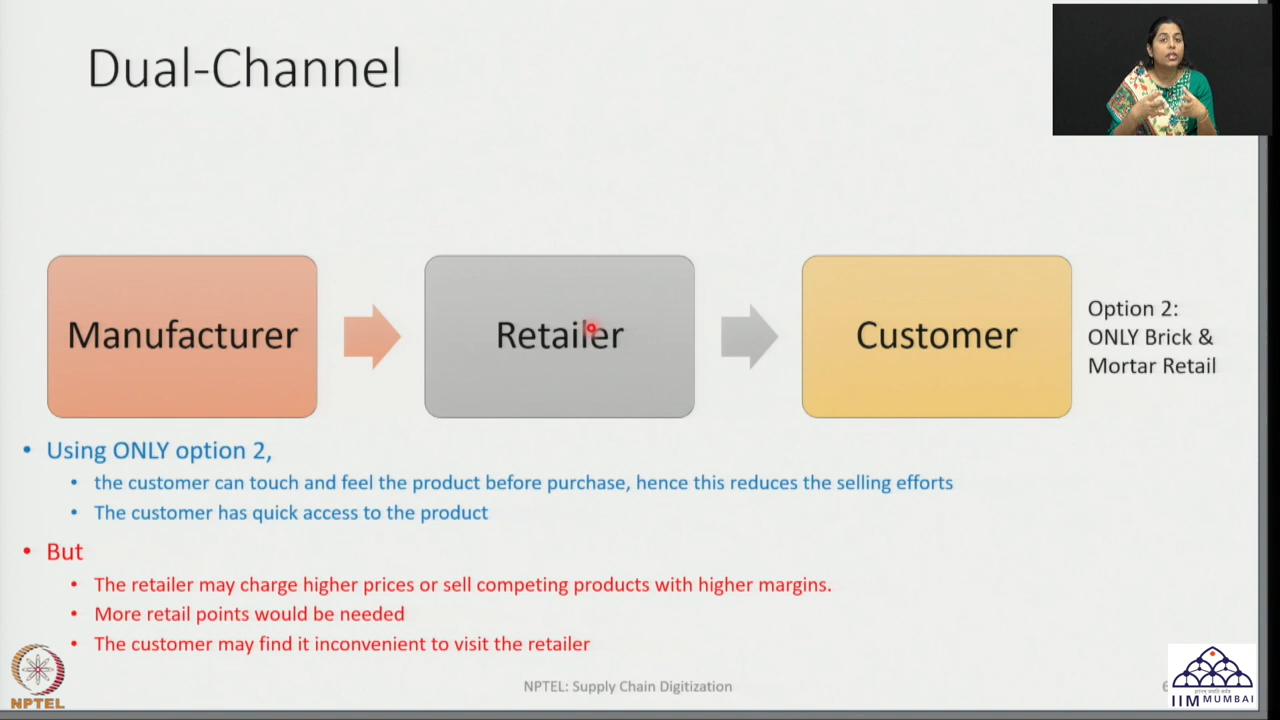 Dual-Channel
Manufacturer
Retailer
Customer
Option 2:
ONLY Brick &
Mortar Retail
• Using ONLY option 2,
• the customer can touch and feel the product before purchase, hence this reduces the selling efforts
• The customer has quick access to the product
• But
• The retailer may charge higher prices or sell competing products with higher margins.
• More retail points would be needed
• The customer may find it inconvenient to visit the retailer
NPTEL
NPTEL: Supply Chain Digitization
IIM MUMBAI